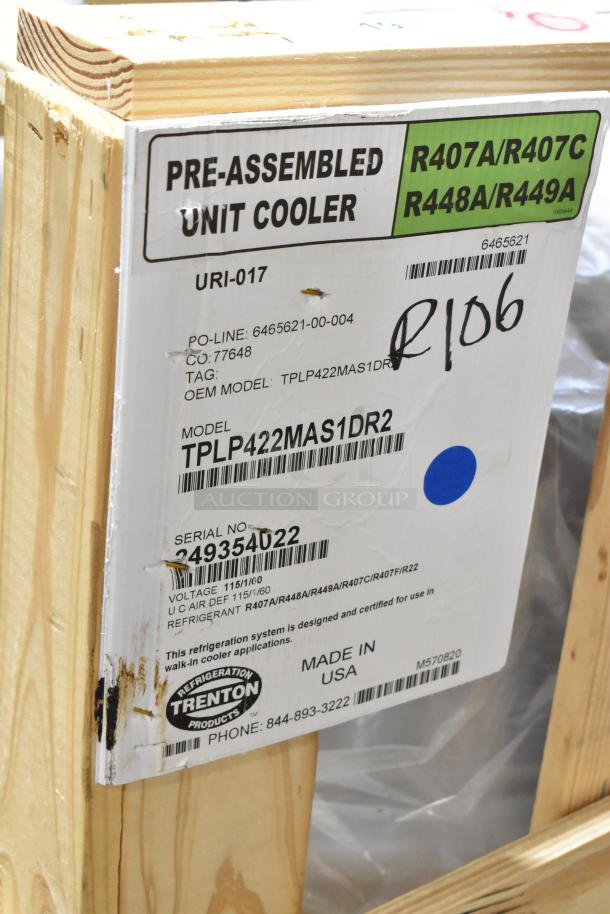 PRE-ASSEMBLED
UNIT COOLER
R407A/R407C
R448A/R449A
6465621
URI-017
R106
PO-LINE: 6465621-00-004
CO: 77648
TAG:
OEM MODEL: TPLP422MAS1DR
MODEL
TPLP422MAS1DR2
AUCTION GROUP
SERIAL NO
349354022
VOLTAGE 115/1/60
U C AIR DEF 115/1/60
REFRIGERANT R407A/R448A/R449A/R407C/R407F/R22
This refrigeration system is designed and certified for use in
walk-in cooler applications.
REFRIGERATION
TRENTON
PRODUCTS
TM
MADE IN
USA
M570820
PHONE: 844-893-3222